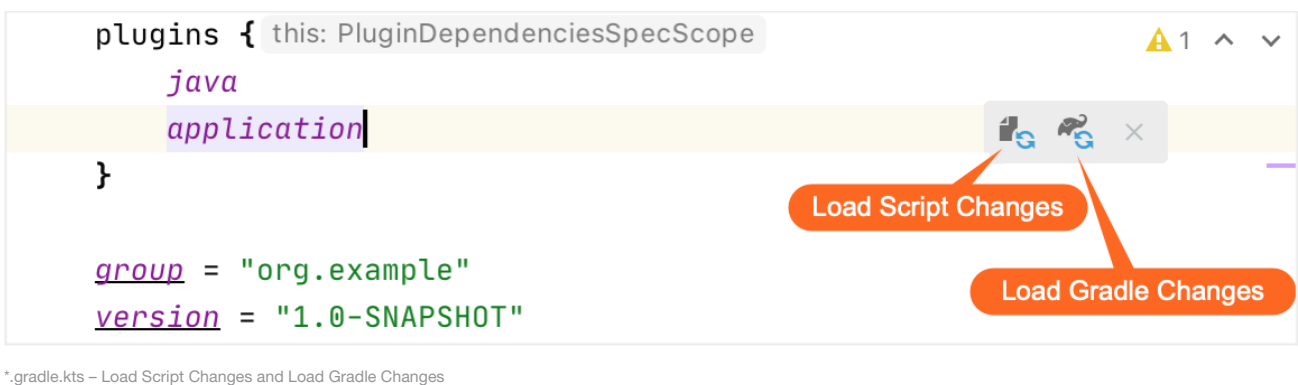 plugins { this: PluginDependenciesSpecScope 1
java
application
}
Load Script Changes
group = "org.example"
Load Gradle Changes
version = "1.0-SNAPSHOT"
*.gradle.kts – Load Script Changes and Load Gradle Changes